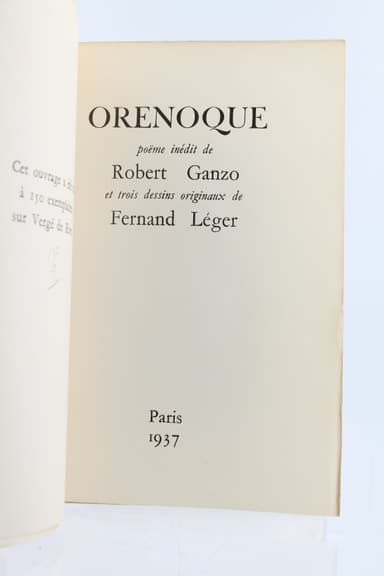 Cet ouvrage a
à 150
sur Vergé de
ORENOQUE
poème inédit de
Robert Ganzo
et trois dessins originaux de
Fernand Léger
Paris
1937